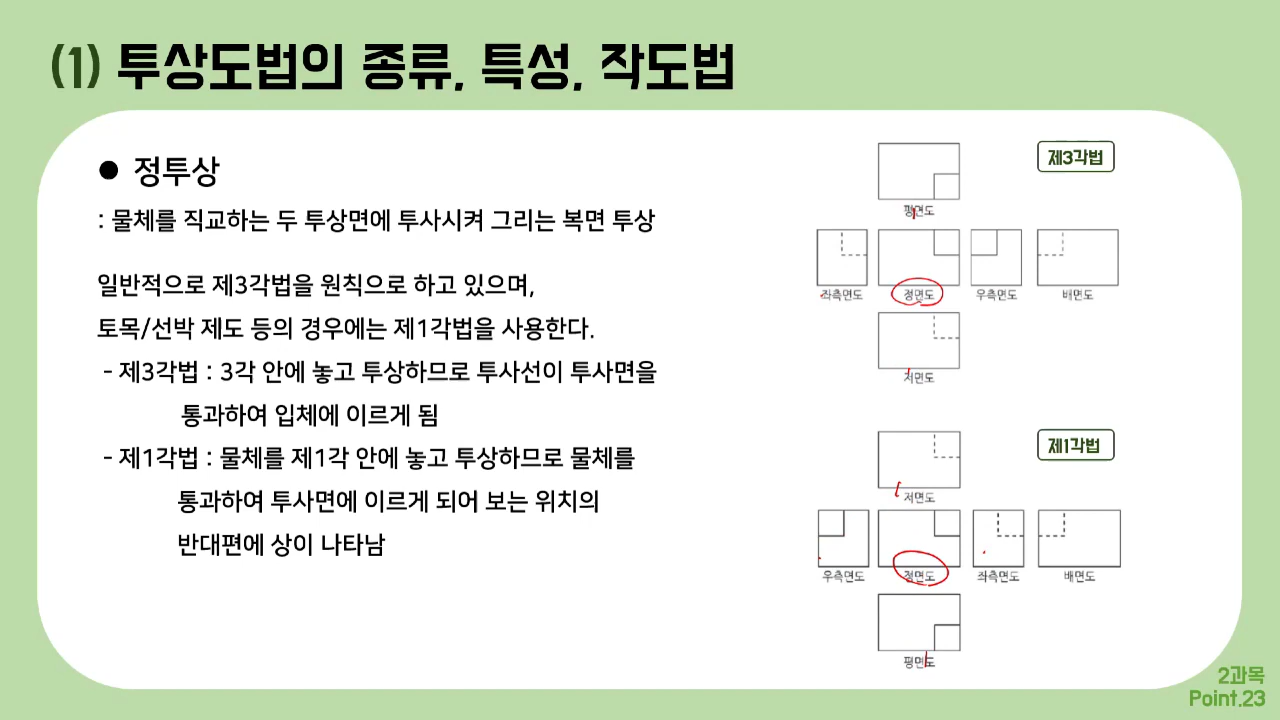 (1) 투상도법의 종류, 특성, 작도법
● 정투상
: 물체를 직교하는 두 투상면에 투사시켜 그리는 복면 투상
일반적으로 제3각법을 원칙으로 하고 있으며,
토목/선박 제도 등의 경우에는 제1각법을 사용한다.
- 제3각법 : 3각 안에 놓고 투상하므로 투사선이 투사면을
통과하여 입체에 이르게 됨
- 제1각법 : 물체를 제1각 안에 놓고 투상하므로 물체를
통과하여 투사면에 이르게 되어 보는 위치의
반대편에 상이 나타남
제3각법
평면도
좌측면도 정면도 우측면도 배면도
저면도
제1각법
저면도
우측면도 정면도 좌측면도 배면도
평면도
2과목
Point.23